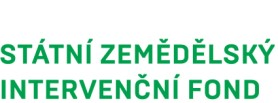 STÁTNÍ ZEMĚDĚLSKÝ
INTERVENČNÍ FOND